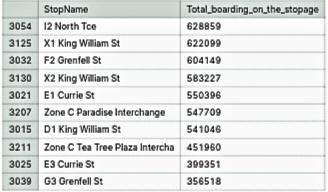 StopName Total_boarding_on_the_stopage
3054 I2 North Tce 628859
3125 X1 King William St 622099
3032 F2 Grenfell St 604149
3130 X2 King William St 583227
3021 E1 Currie St 550396
3207 Zone C Paradise Interchange 547709
3015 D1 King William St 541046
3211 Zone C Tee Tree Plaza Intercha 451960
3025 E3 Currie St 399351
3039 G3 Grenfell St 356518